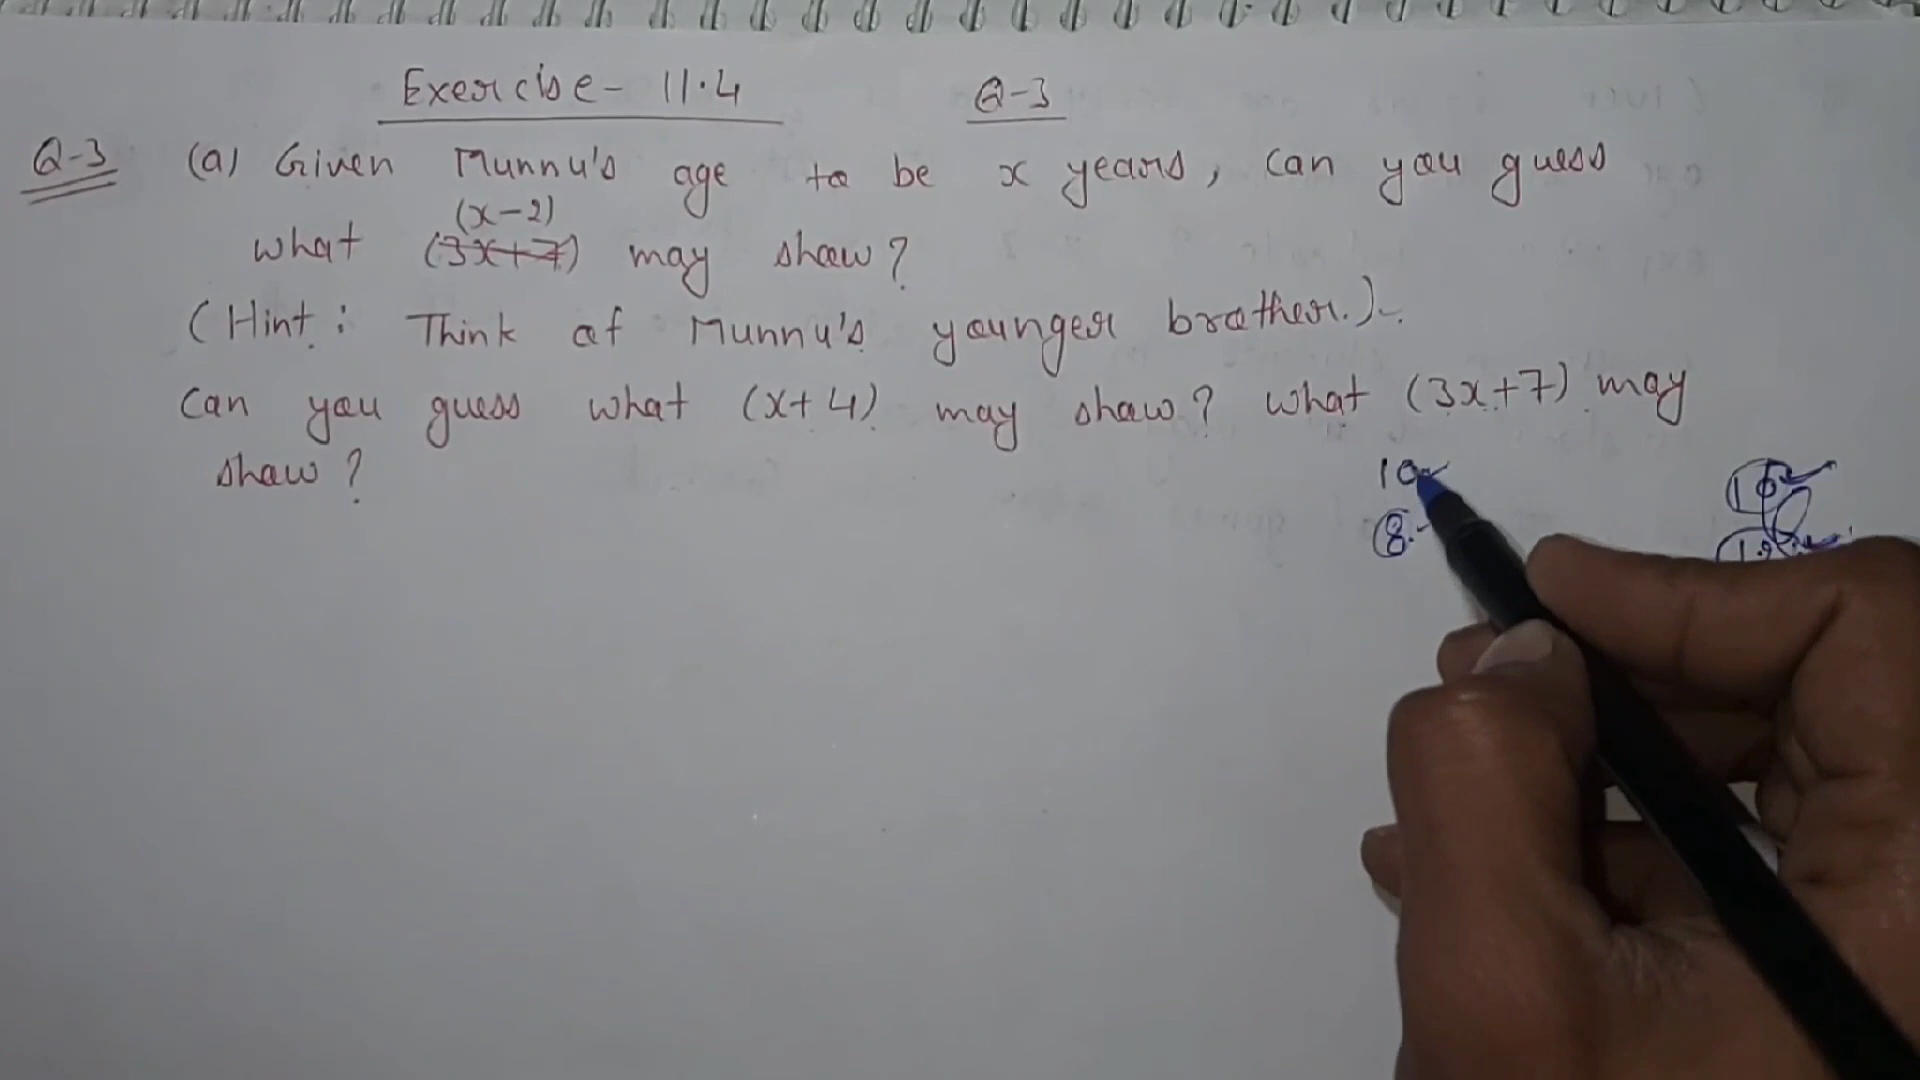 Exercise- 11.4 Q-3
Q-3 (a) Given Munnu's age to be x years, can you guess
(x-2)
what (3x+7) may show?
(Hint: Think of Munnu's younger brother.)
Can you guess what (x+4) may show? what (3x+7) may
show?
10
8